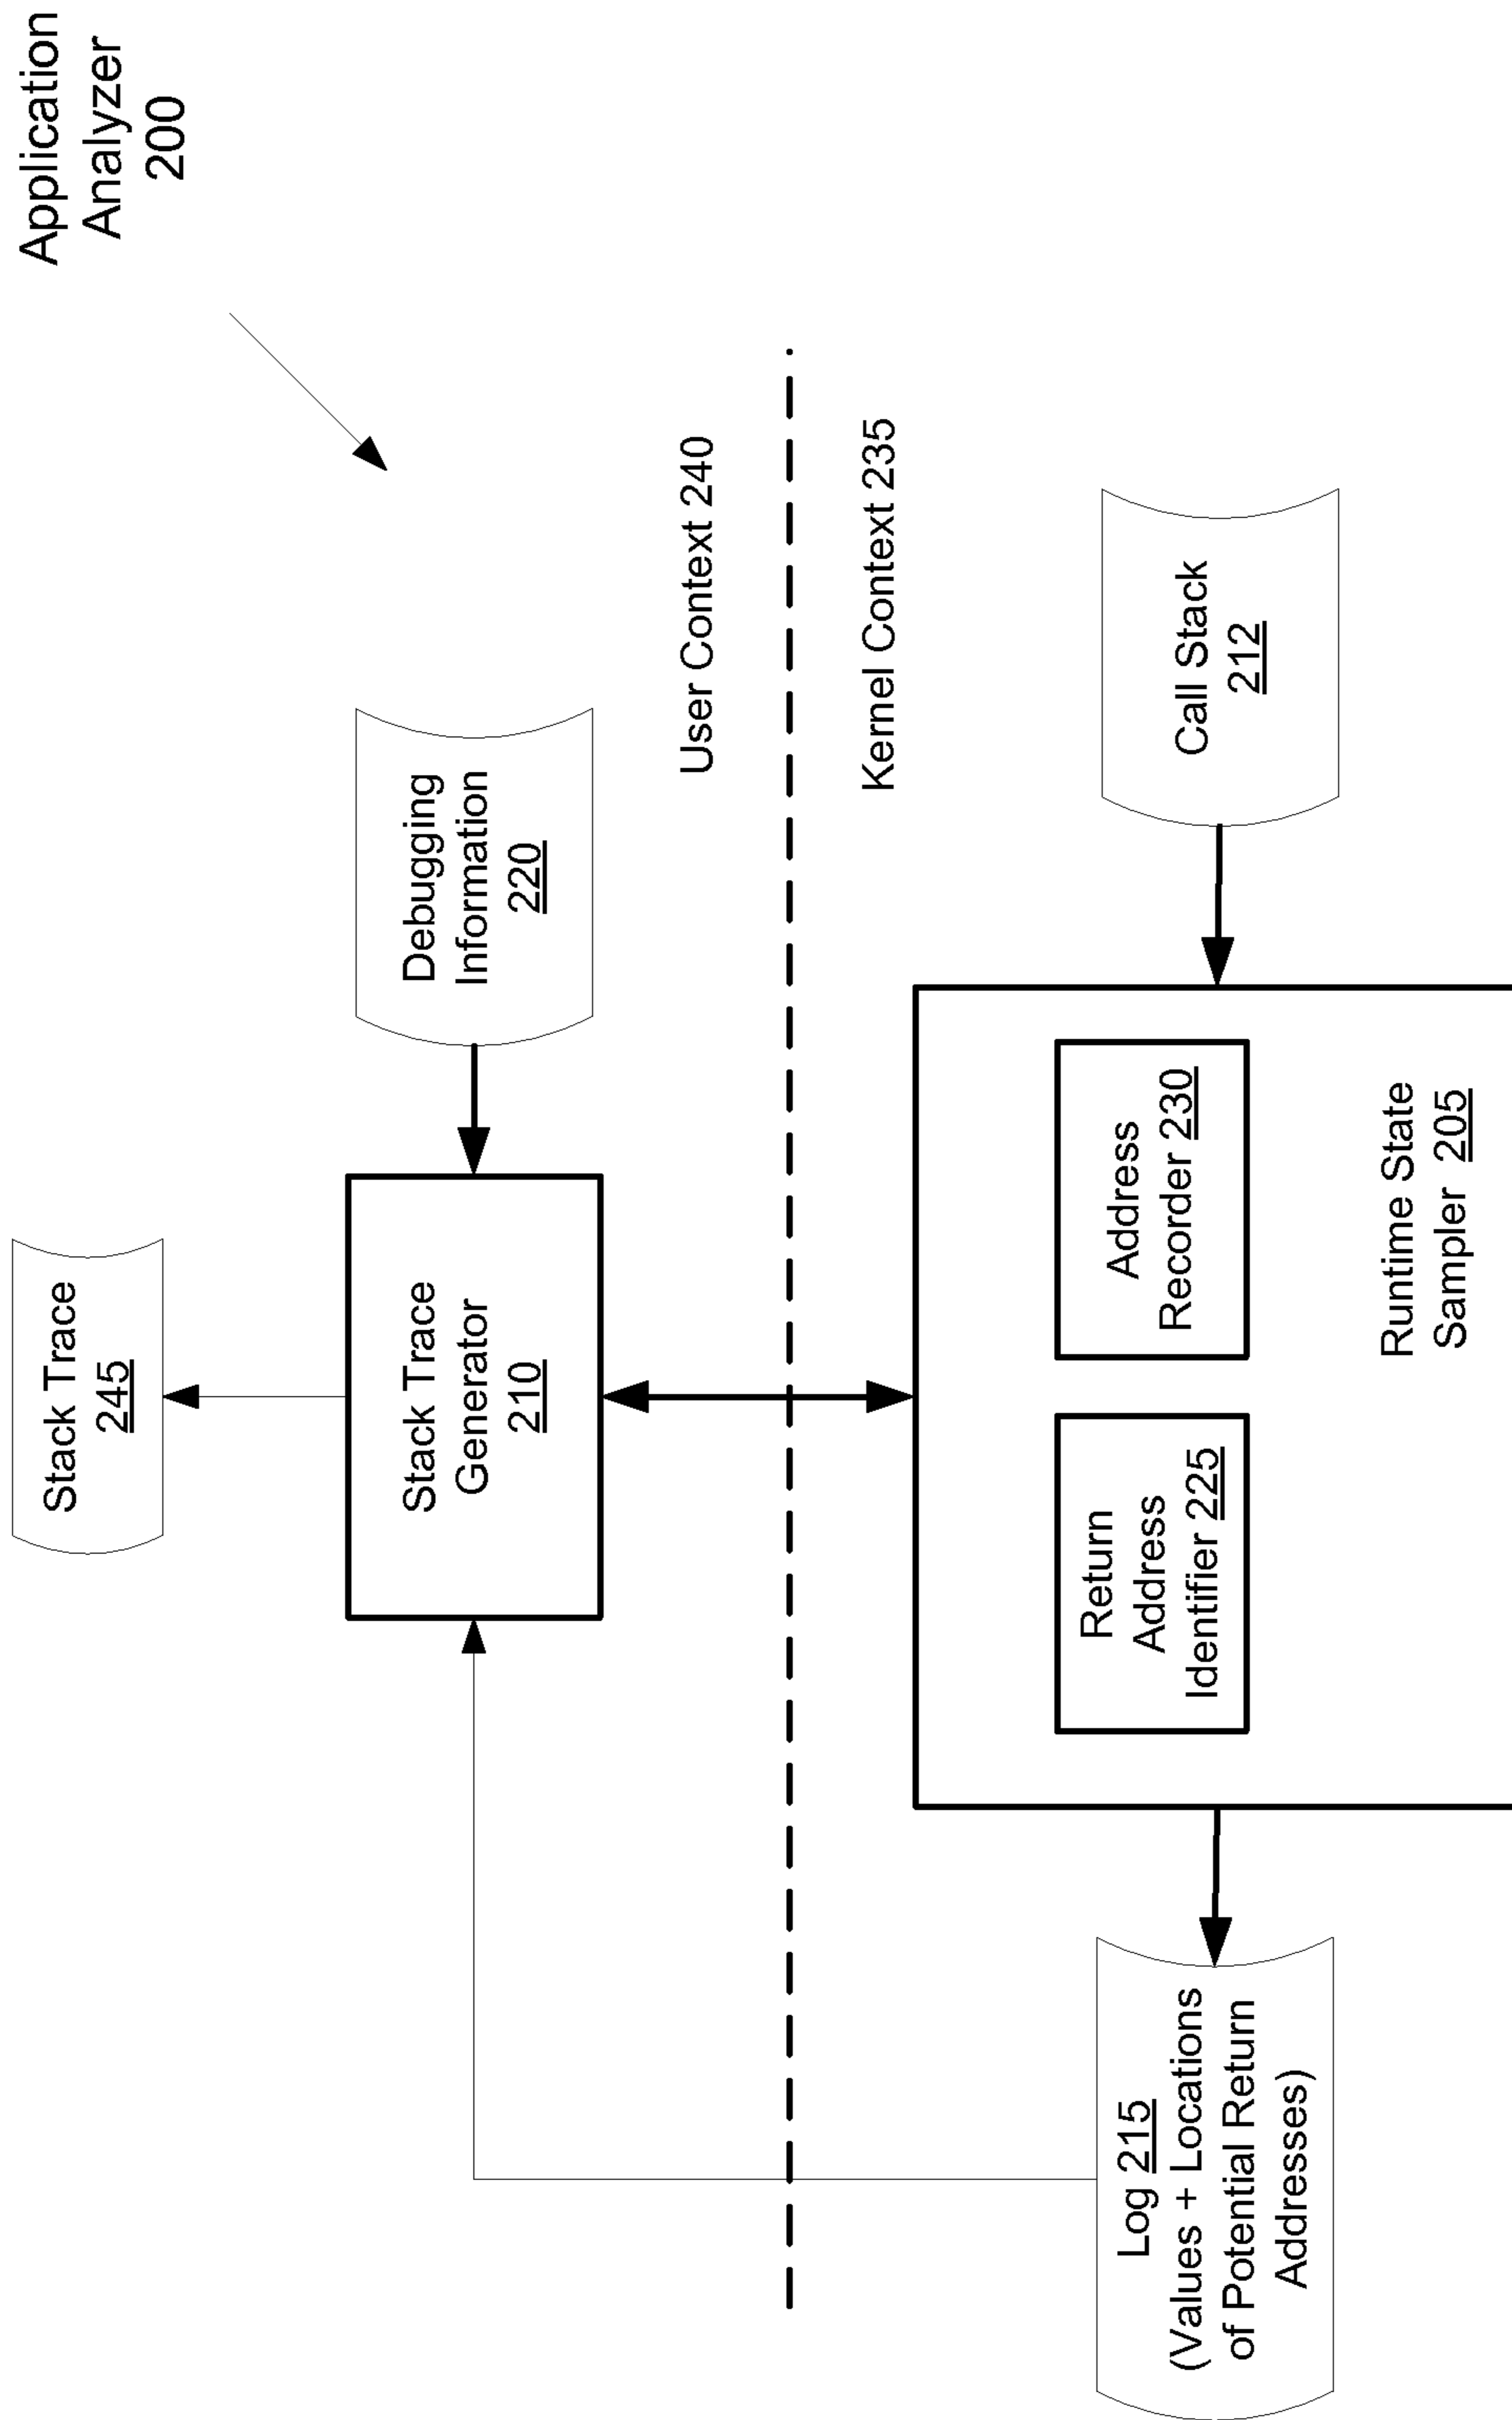 Application
Analyzer
200
Stack Trace
245
Stack Trace
Generator
210
Debugging
Information
220
User Context 240
Kernel Context 235
Log 215
(Values + Locations
of Potential Return
Addresses)
Return
Address
Identifier 225
Address
Recorder 230
Runtime State
Sampler 205
Call Stack
212